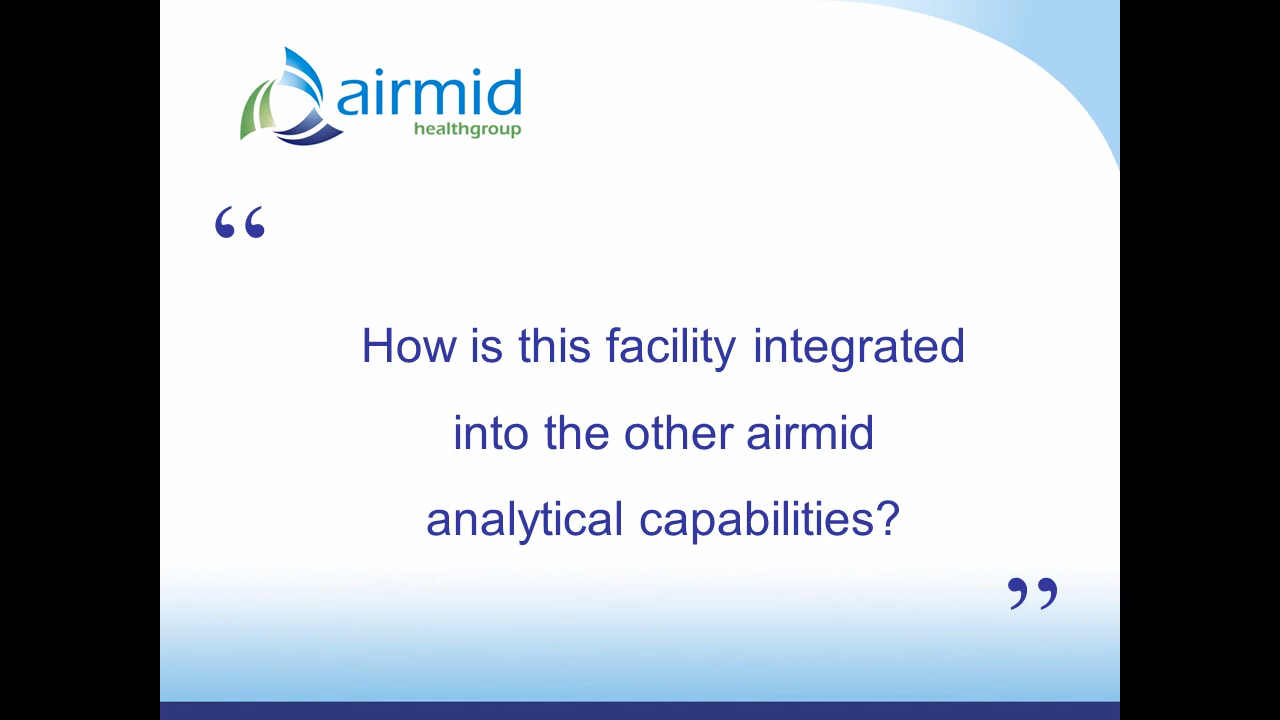 airmid
healthgroup
“
How is this facility integrated
into the other airmid
analytical capabilities?
”